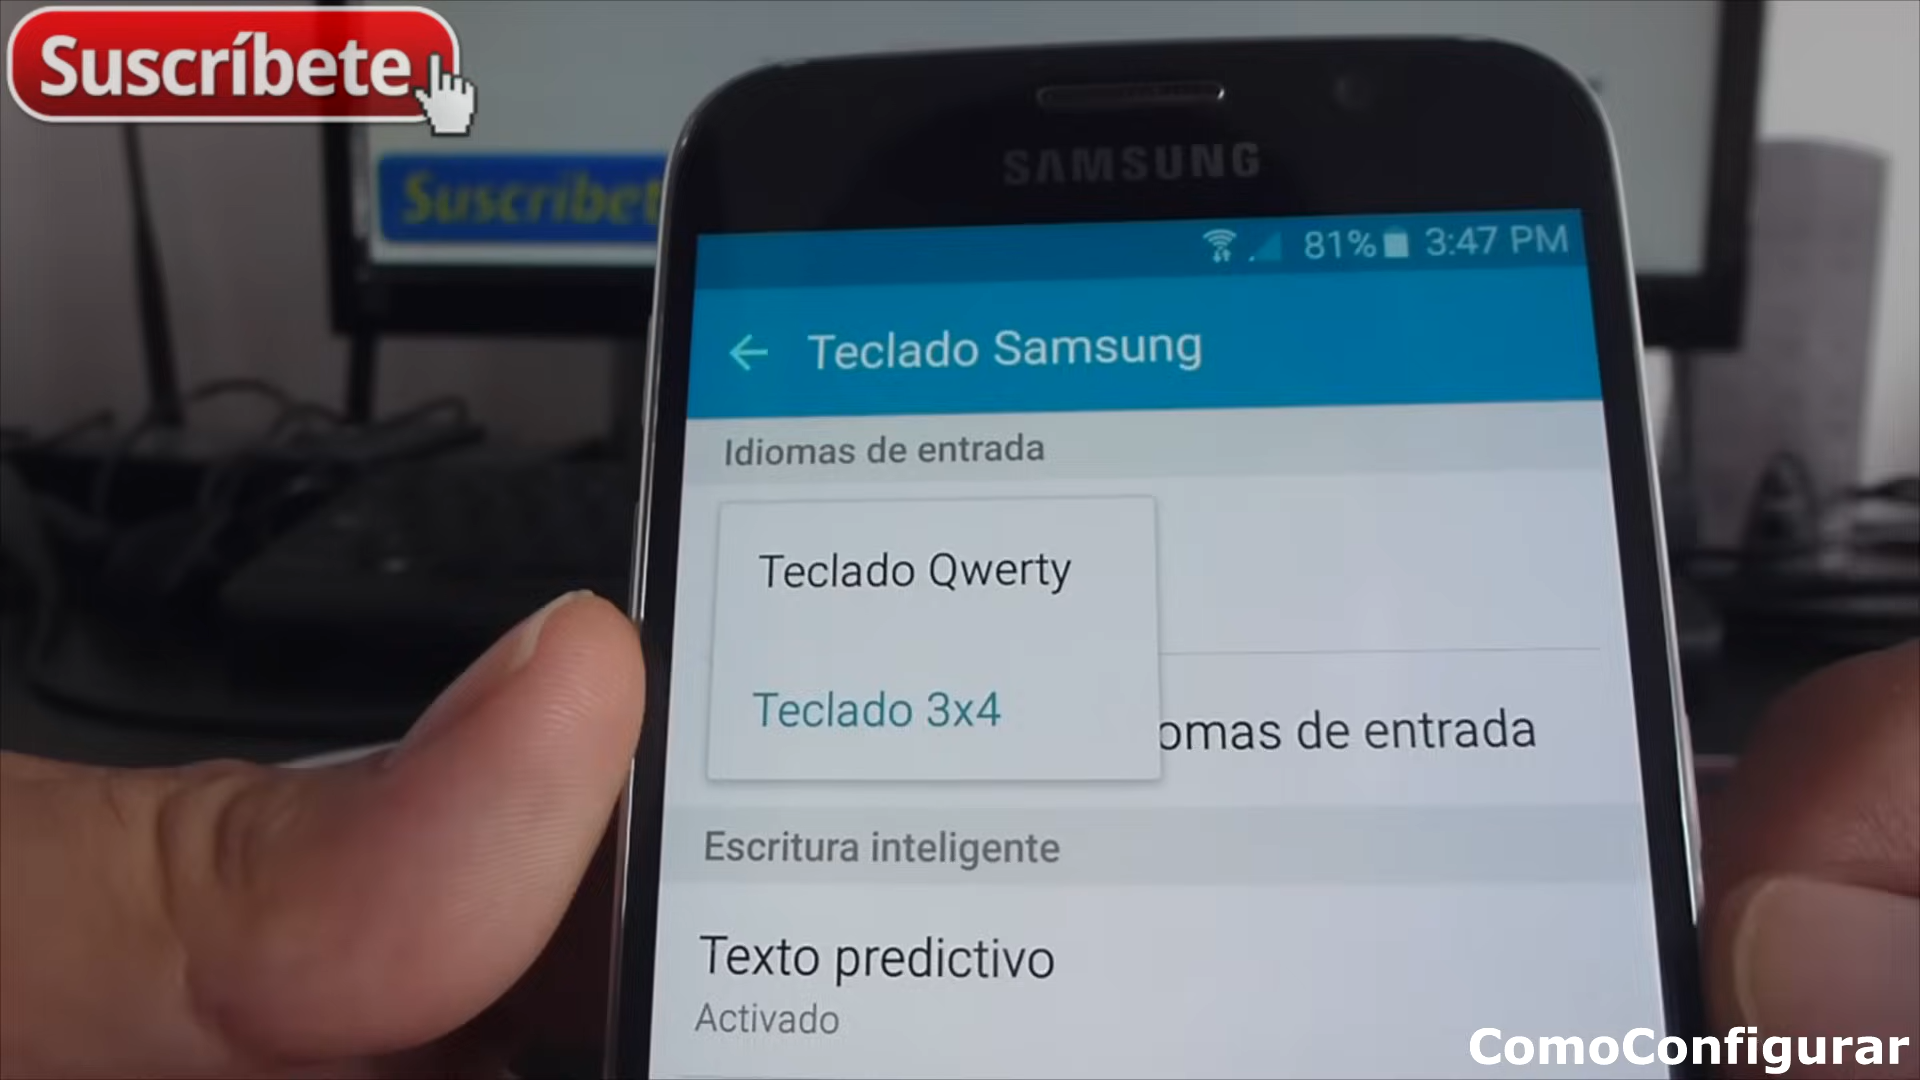 Suscríbete
Suscríbet
SAMSUNG
81% 3:47 PM
Teclado Samsung
Idiomas de entrada
Teclado Qwerty
Teclado 3x4
omas de entrada
Escritura inteligente
Texto predictivo
Activado
ComoConfigurar